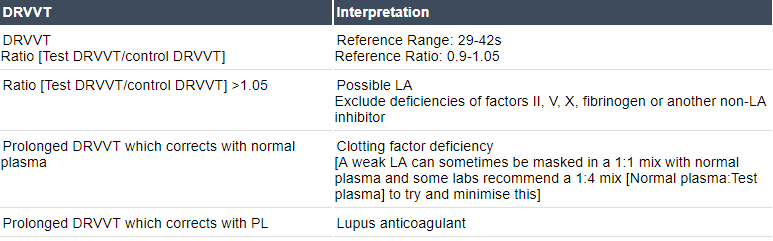 DRVVT Interpretation
DRVVT
Ratio [Test DRVVT/control DRVVT]
Reference Range: 29-42s
Reference Ratio: 0.9-1.05
Ratio [Test DRVVT/control DRVVT] >1.05
Possible LA
Exclude deficiencies of factors II, V, X, fibrinogen or another non-LA
inhibitor
Prolonged DRVVT which corrects with normal
plasma
Clotting factor deficiency
[A weak LA can sometimes be masked in a 1:1 mix with normal
plasma and some labs recommend a 1:4 mix [Normal plasma:Test
plasma] to try and minimise this]
Prolonged DRVVT which corrects with PL
Lupus anticoagulant